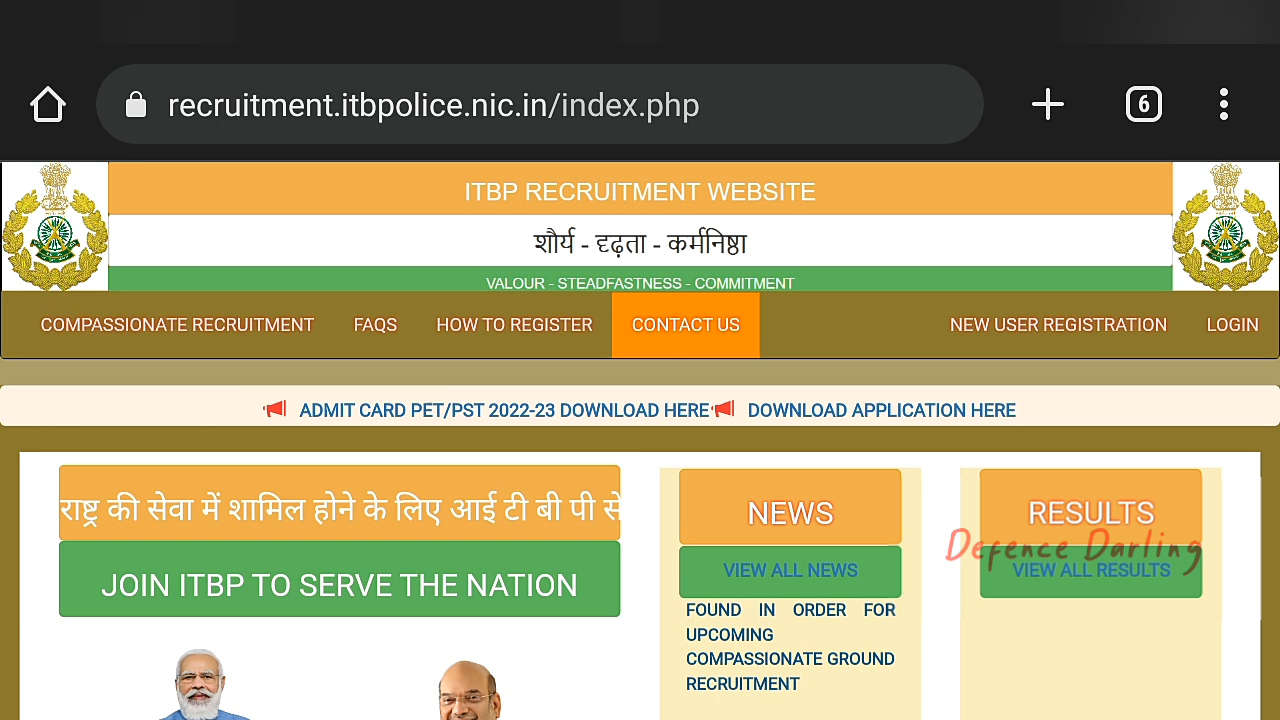 recruitment.itbpolice.nic.in/index.php
6
ITBP RECRUITMENT WEBSITE
शौर्य - दृढ़ता - कर्मनिष्ठा
VALOUR - STEADFASTNESS - COMMITMENT
COMPASSIONATE RECRUITMENT FAQS HOW TO REGISTER CONTACT US NEW USER REGISTRATION LOGIN
ADMIT CARD PET/PST 2022-23 DOWNLOAD HERE DOWNLOAD APPLICATION HERE
राष्ट्र की सेवा में शामिल होने के लिए आई टी बी पी से
JOIN ITBP TO SERVE THE NATION
NEWS
VIEW ALL NEWS
FOUND IN ORDER FOR
UPCOMING
COMPASSIONATE GROUND
RECRUITMENT
RESULTS
Defence Darling
VIEW ALL RESULTS